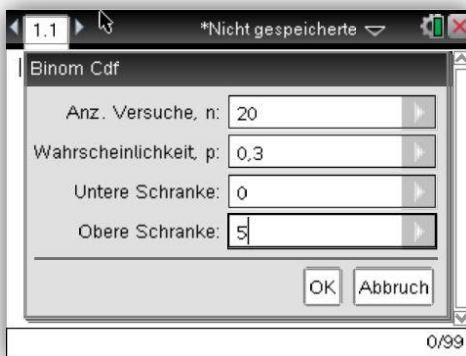 1.1 *Nicht gespeicherte
Binom Cdf
Anz. Versuche, n: 20
Wahrscheinlichkeit, p: 0,3
Untere Schranke: 0
Obere Schranke: 5
OK Abbruch
0/99